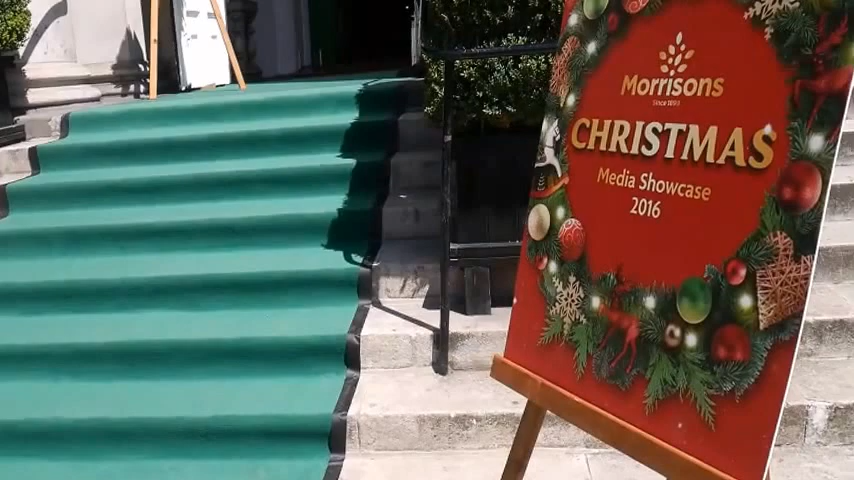 MORRISONS
Since 1899
CHRISTMAS
Media Showcase
2016